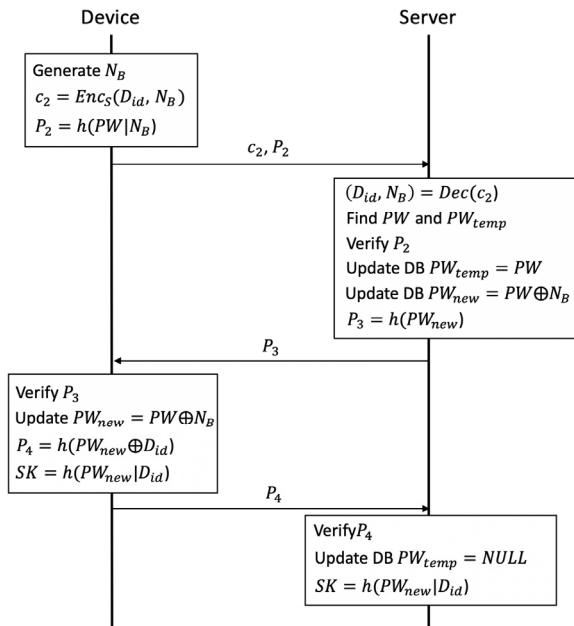 Device
Server
Generate N_B
c_2 = Enc_S(D_id, N_B)
P_2 = h(PW|N_B)
c_2, P_2
(D_id, N_B) = Dec(c_2)
Find PW and PW_temp
Verify P_2
Update DB PW_temp = PW
Update DB PW_new = PW⊕N_B
P_3 = h(PW_new)
P_3
Verify P_3
Update PW_new = PW⊕N_B
P_4 = h(PW_new⊕D_id)
SK = h(PW_new|D_id)
P_4
VerifyP_4
Update DB PW_temp = NULL
SK = h(PW_new|D_id)